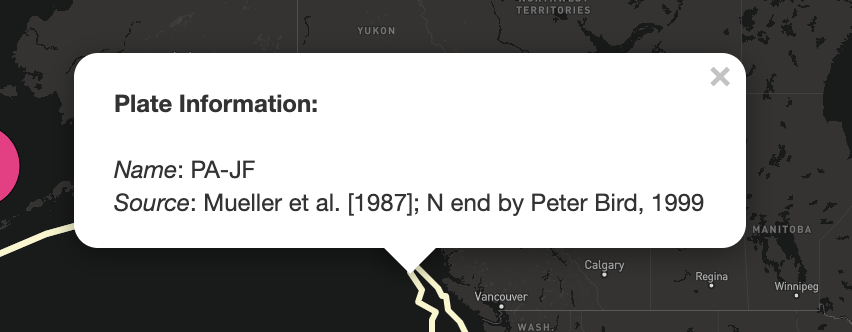 NORTHWEST
TERRITORIES
YUKON
×
Plate Information:
Name: PA-JF
Source: Mueller et al. [1987]; N end by Peter Bird, 1999
MANITOBA
Calgary
Regina
Winnipeg
Vancouver
WASH.